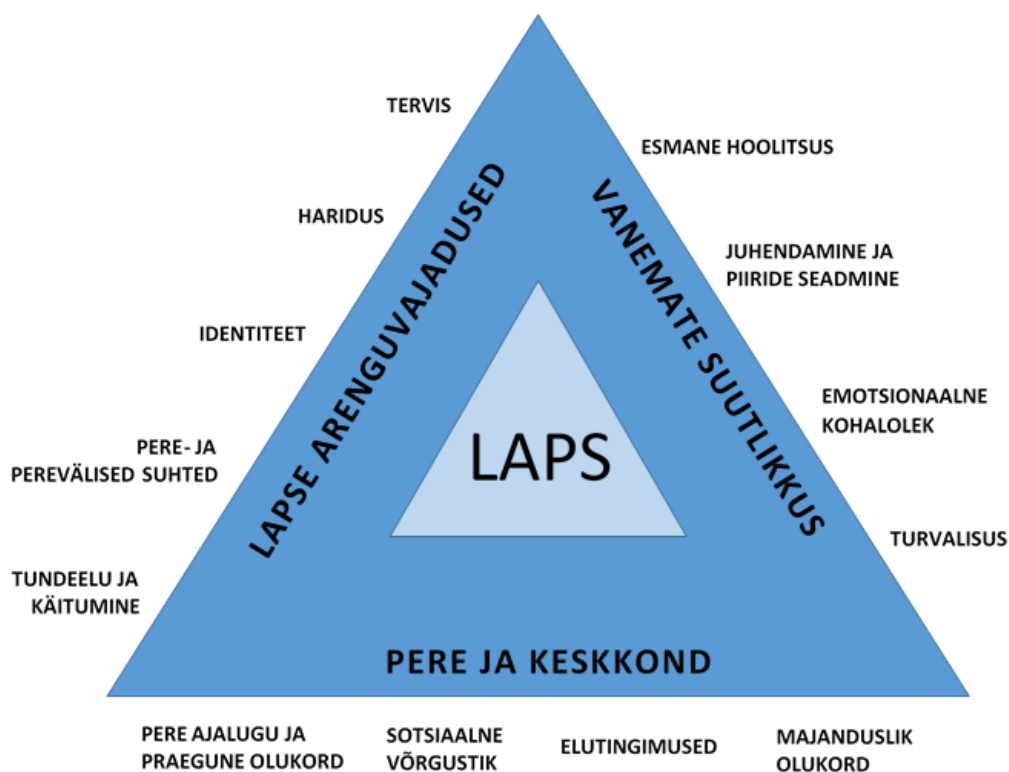 TERVIS
HARIDUS
IDENTITEET
PERE- JA
PEREVÄLISED SUHTED
TUNDEELU JA
KÄITUMINE
LAPSE ARENGUVAJADUSED
LAPS
VANEMATE SUUTLIKKUS
ESMANE HOOLITSUS
JUHENDAMINE JA
PIIRIDE SEADMINE
EMOTSIONAALNE
KOHALOLEK
TURVALISUS
PERE JA KESKKOND
PERE AJALUGU JA
PRAEGUNE OLUKORD
SOTSIAALNE
VÕRGUSTIK
ELUTINGIMUSED
MAJANDUSLIK
OLUKORD